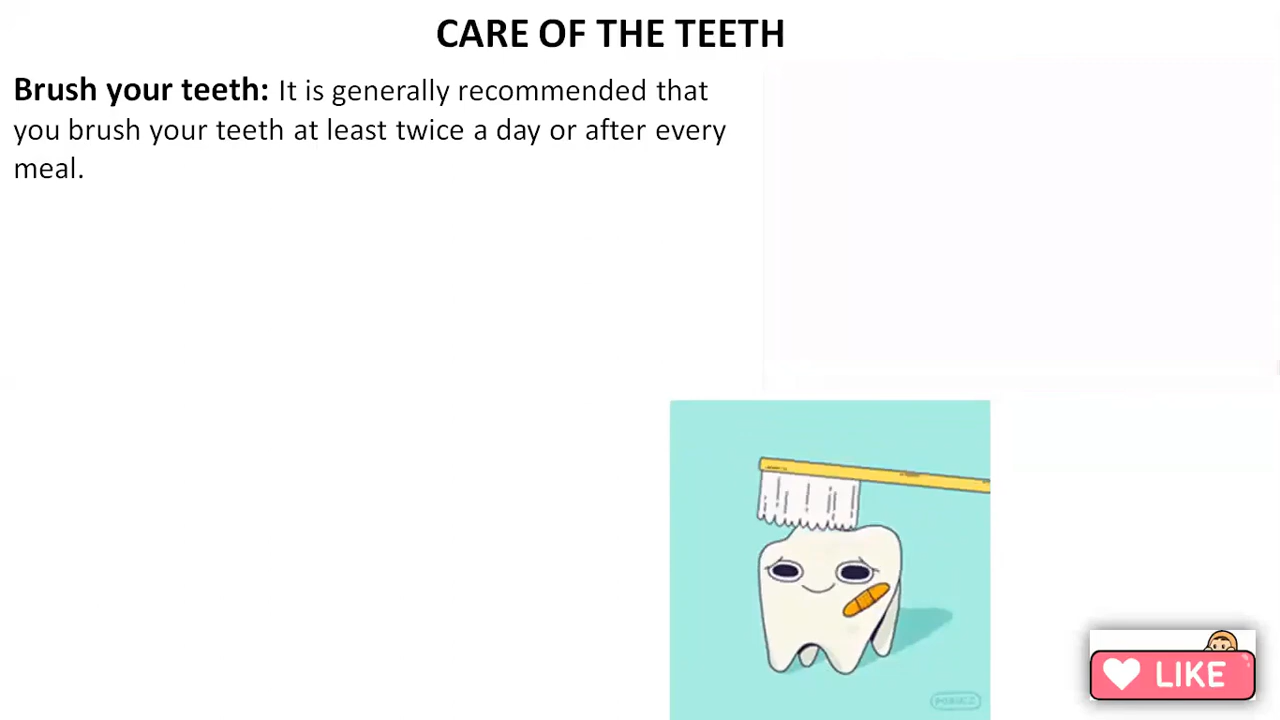 CARE OF THE TEETH
Brush your teeth: It is generally recommended that
you brush your teeth at least twice a day or after every
meal.
LIKE